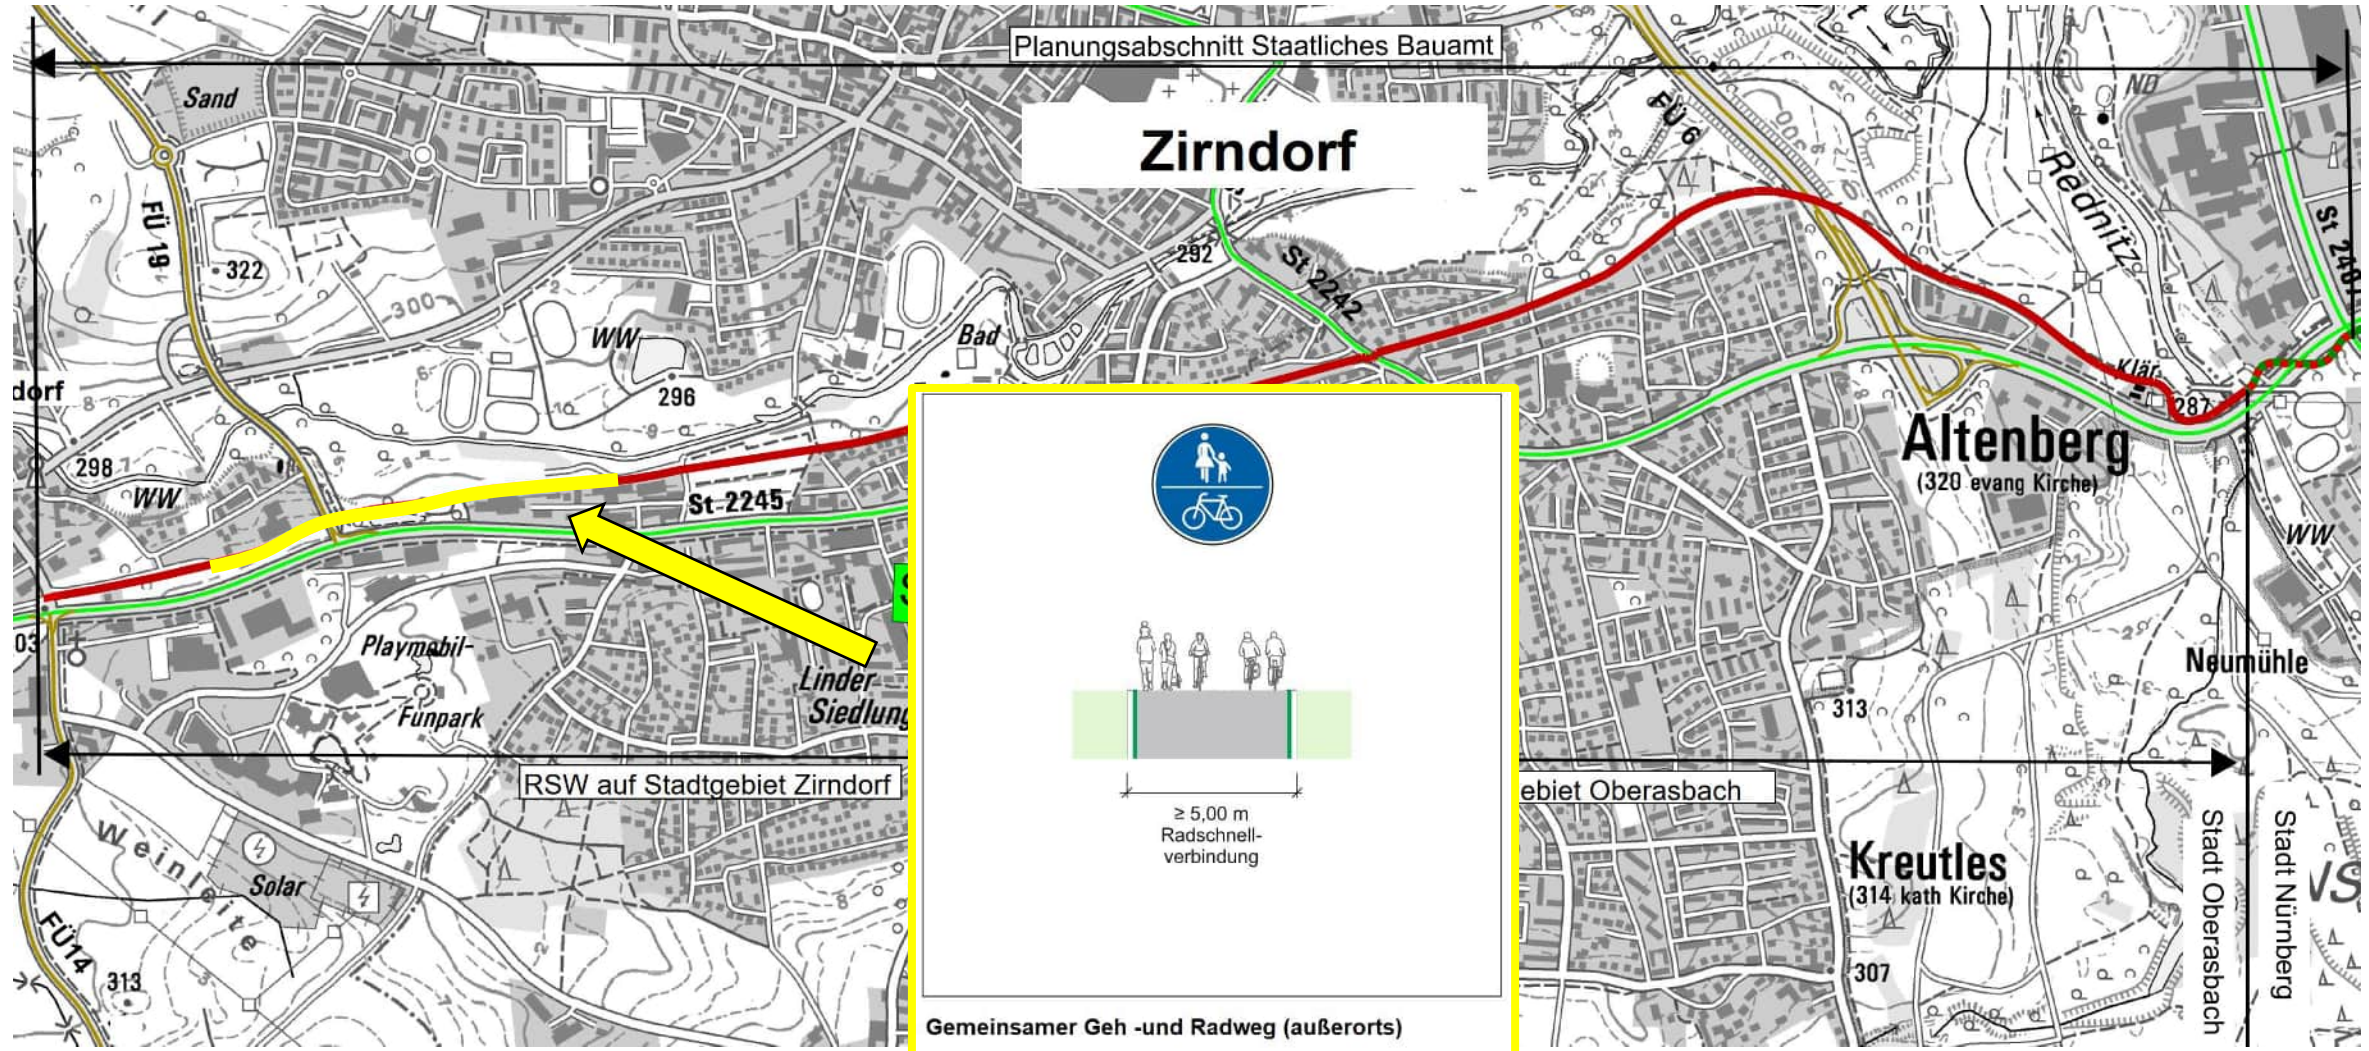 Planungsabschnitt Staatliches Bauamt
Sand
Zirndorf
FÜ 6
ND
Rednitz
FÜ 19
322
300
292
St 2242
St 2481
WW
Bad
296
dorf
298
WW
Klär
287
Altenberg
(320 evang Kirche)
St 2245
WW
03
Playmobil-
Funpark
Linder
Siedlung
Neumühle
313
RSW auf Stadtgebiet Zirndorf
ebiet Oberasbach
≥ 5,00 m
Radschnell-
verbindung
Weinleite
Solar
Kreutles
(314 kath Kirche)
Stadt Oberasbach
Stadt Nürnberg
FÜ14
313
307
Gemeinsamer Geh -und Radweg (außerorts)